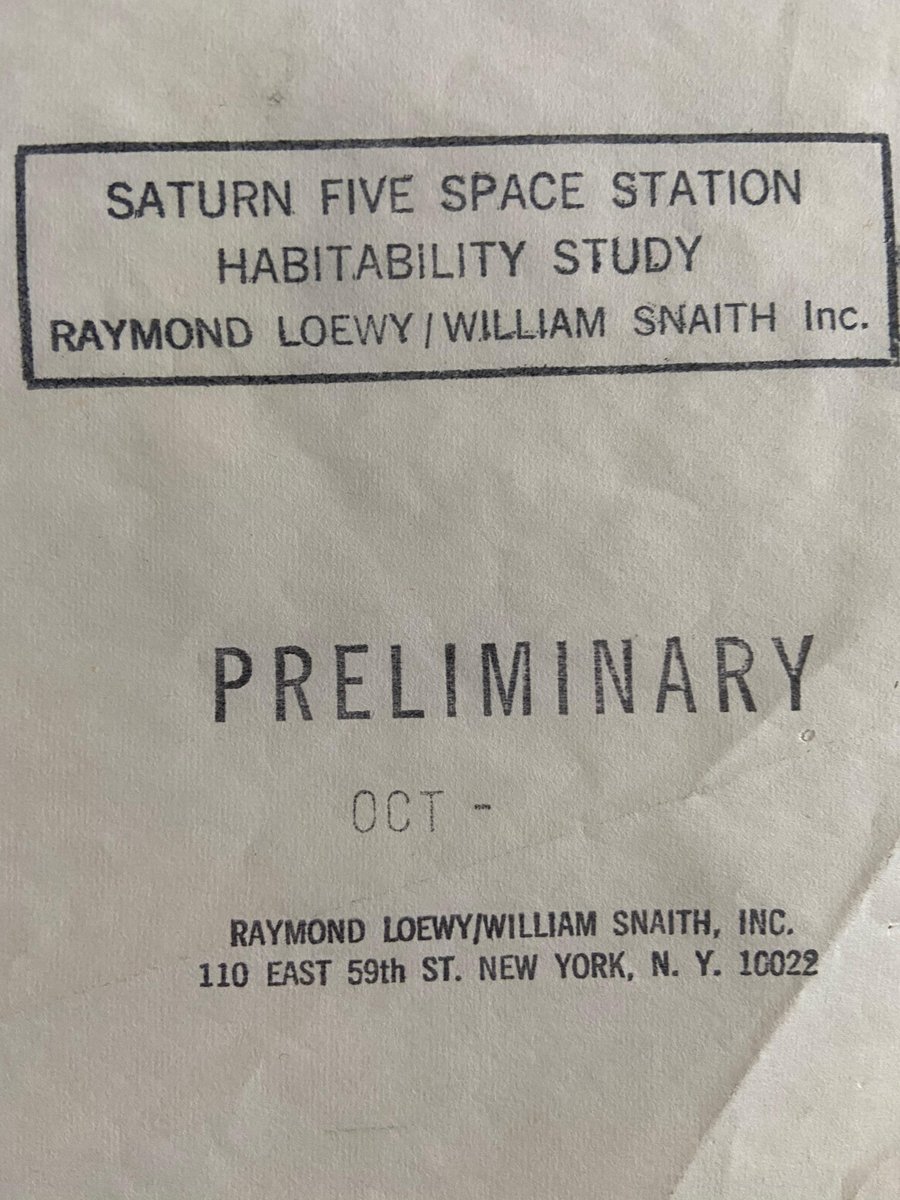 SATURN FIVE SPACE STATION
HABITABILITY STUDY
RAYMOND LOEWY/WILLIAM SNAITH Inc.
PRELIMINARY
OCT -
RAYMOND LOEWY/WILLIAM SNAITH, INC.
110 EAST 59th ST. NEW YORK, N. Y. 10022